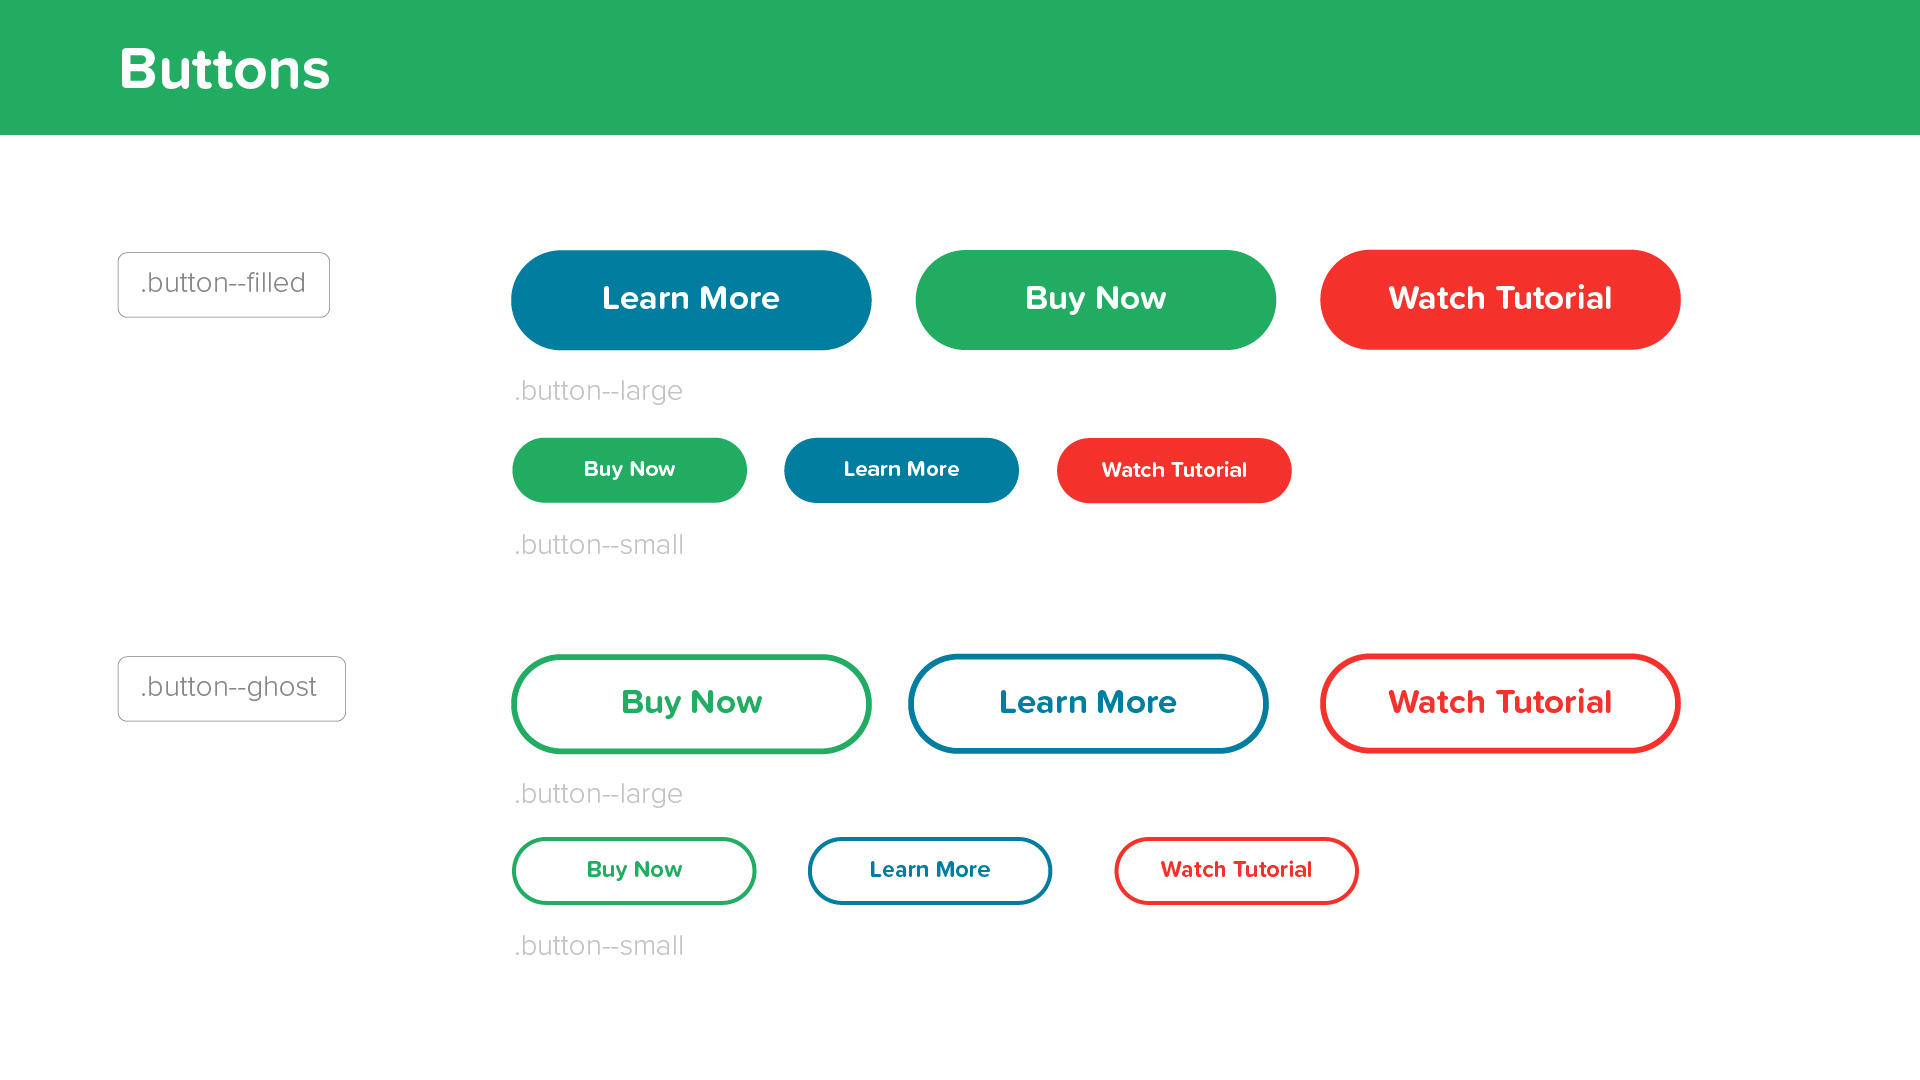 Buttons
.button--filled
Learn More
Buy Now
Watch Tutorial
.button--large
Buy Now
Learn More
Watch Tutorial
.button--small
.button--ghost
Buy Now
Learn More
Watch Tutorial
.button--large
Buy Now
Learn More
Watch Tutorial
.button--small